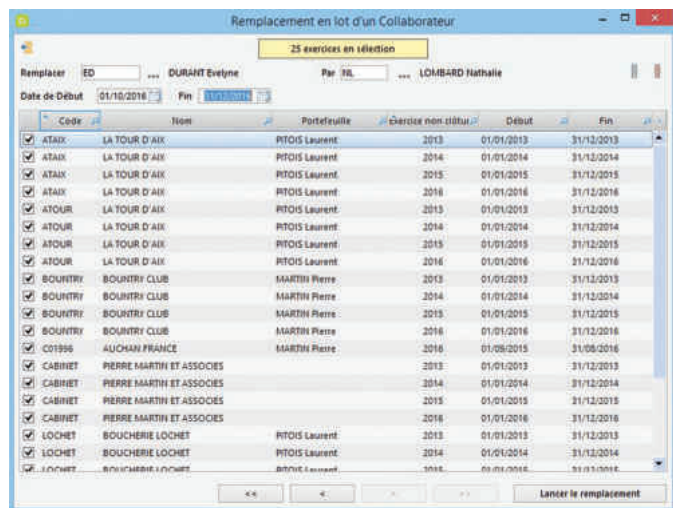 Remplacement en lot d'un Collaborateur
25 exercices en sélection
Remplacer ED ... DURANT Evelyne Par NL ... LOMBARD Nathalie
Date de Début 01/10/2016 Fin
Code Nom Portefeuille Exercice non clôtur Début Fin
ATAIX LA TOUR D'AIX PITOIS Laurent 2013 01/01/2013 31/12/2013
ATAIX LA TOUR D'AIX PITOIS Laurent 2014 01/01/2014 31/12/2014
ATAIX LA TOUR D'AIX PITOIS Laurent 2015 01/01/2015 31/12/2015
ATAIX LA TOUR D'AIX PITOIS Laurent 2016 01/01/2016 31/12/2016
ATOUR LA TOUR D'AIX PITOIS Laurent 2013 01/01/2013 31/12/2013
ATOUR LA TOUR D'AIX PITOIS Laurent 2014 01/01/2014 31/12/2014
ATOUR LA TOUR D'AIX PITOIS Laurent 2015 01/01/2015 31/12/2015
ATOUR LA TOUR D'AIX PITOIS Laurent 2016 01/01/2016 31/12/2016
BOUNTRY BOUNTRY CLUB MARTIN Pierre 2013 01/01/2013 31/12/2013
BOUNTRY BOUNTRY CLUB MARTIN Pierre 2014 01/01/2014 31/12/2014
BOUNTRY BOUNTRY CLUB MARTIN Pierre 2015 01/01/2015 31/12/2015
BOUNTRY BOUNTRY CLUB MARTIN Pierre 2016 01/01/2016 31/12/2016
C01996 AUCHAN FRANCE MARTIN Pierre 2016 01/09/2015 31/08/2016
CABINET PIERRE MARTIN ET ASSOCIES 2013 01/01/2013 31/12/2013
CABINET PIERRE MARTIN ET ASSOCIES 2014 01/01/2014 31/12/2014
CABINET PIERRE MARTIN ET ASSOCIES 2015 01/01/2015 31/12/2015
CABINET PIERRE MARTIN ET ASSOCIES 2016 01/01/2016 31/12/2016
LOCHET BOUCHERIE LOCHET PITOIS Laurent 2013 01/01/2013 31/12/2013
LOCHET BOUCHERIE LOCHET PITOIS Laurent 2014 01/01/2014 31/12/2014
LOCHET BOUCHERIE LOCHET PITOIS Laurent 2015 01/01/2015 31/12/2015
<< < > >> Lancer le remplacement